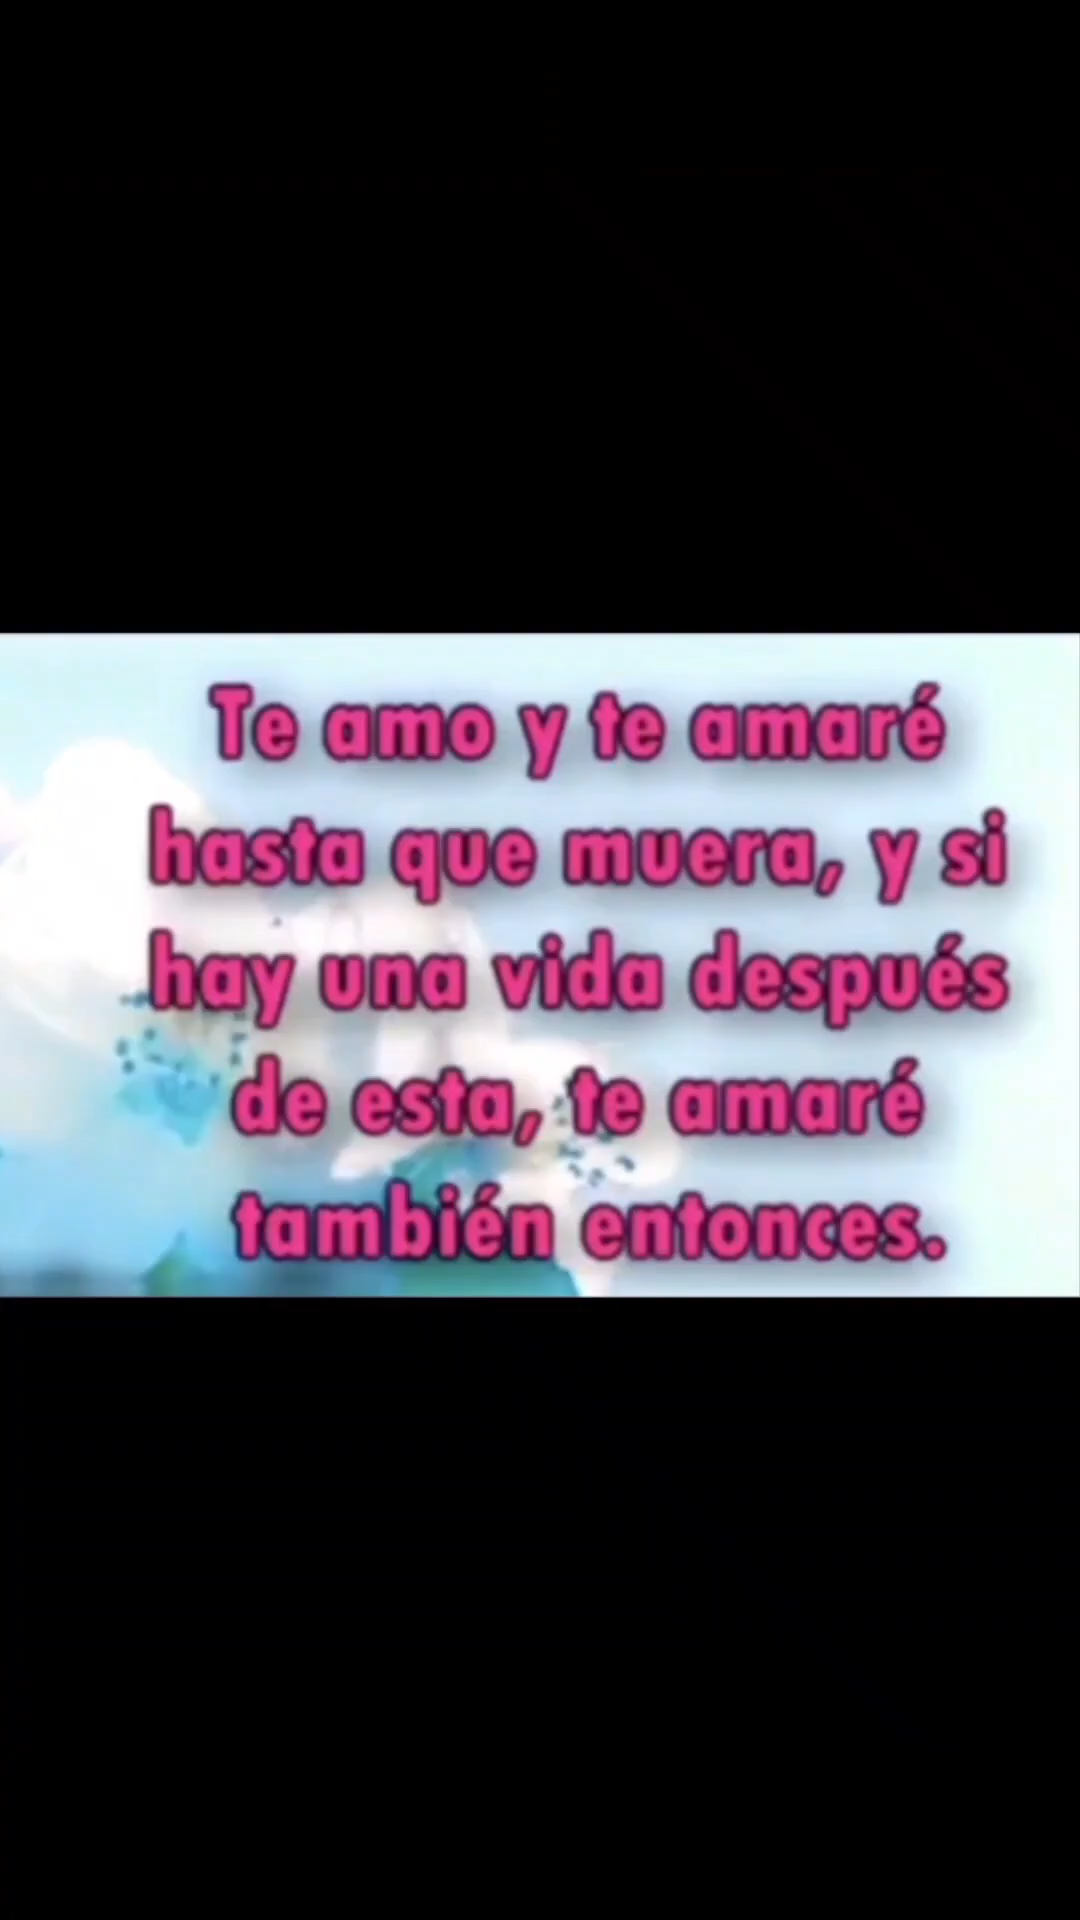 Te amo y te amaré
hasta que muera, y si
hay una vida después
de esta, te amaré
también entonces.